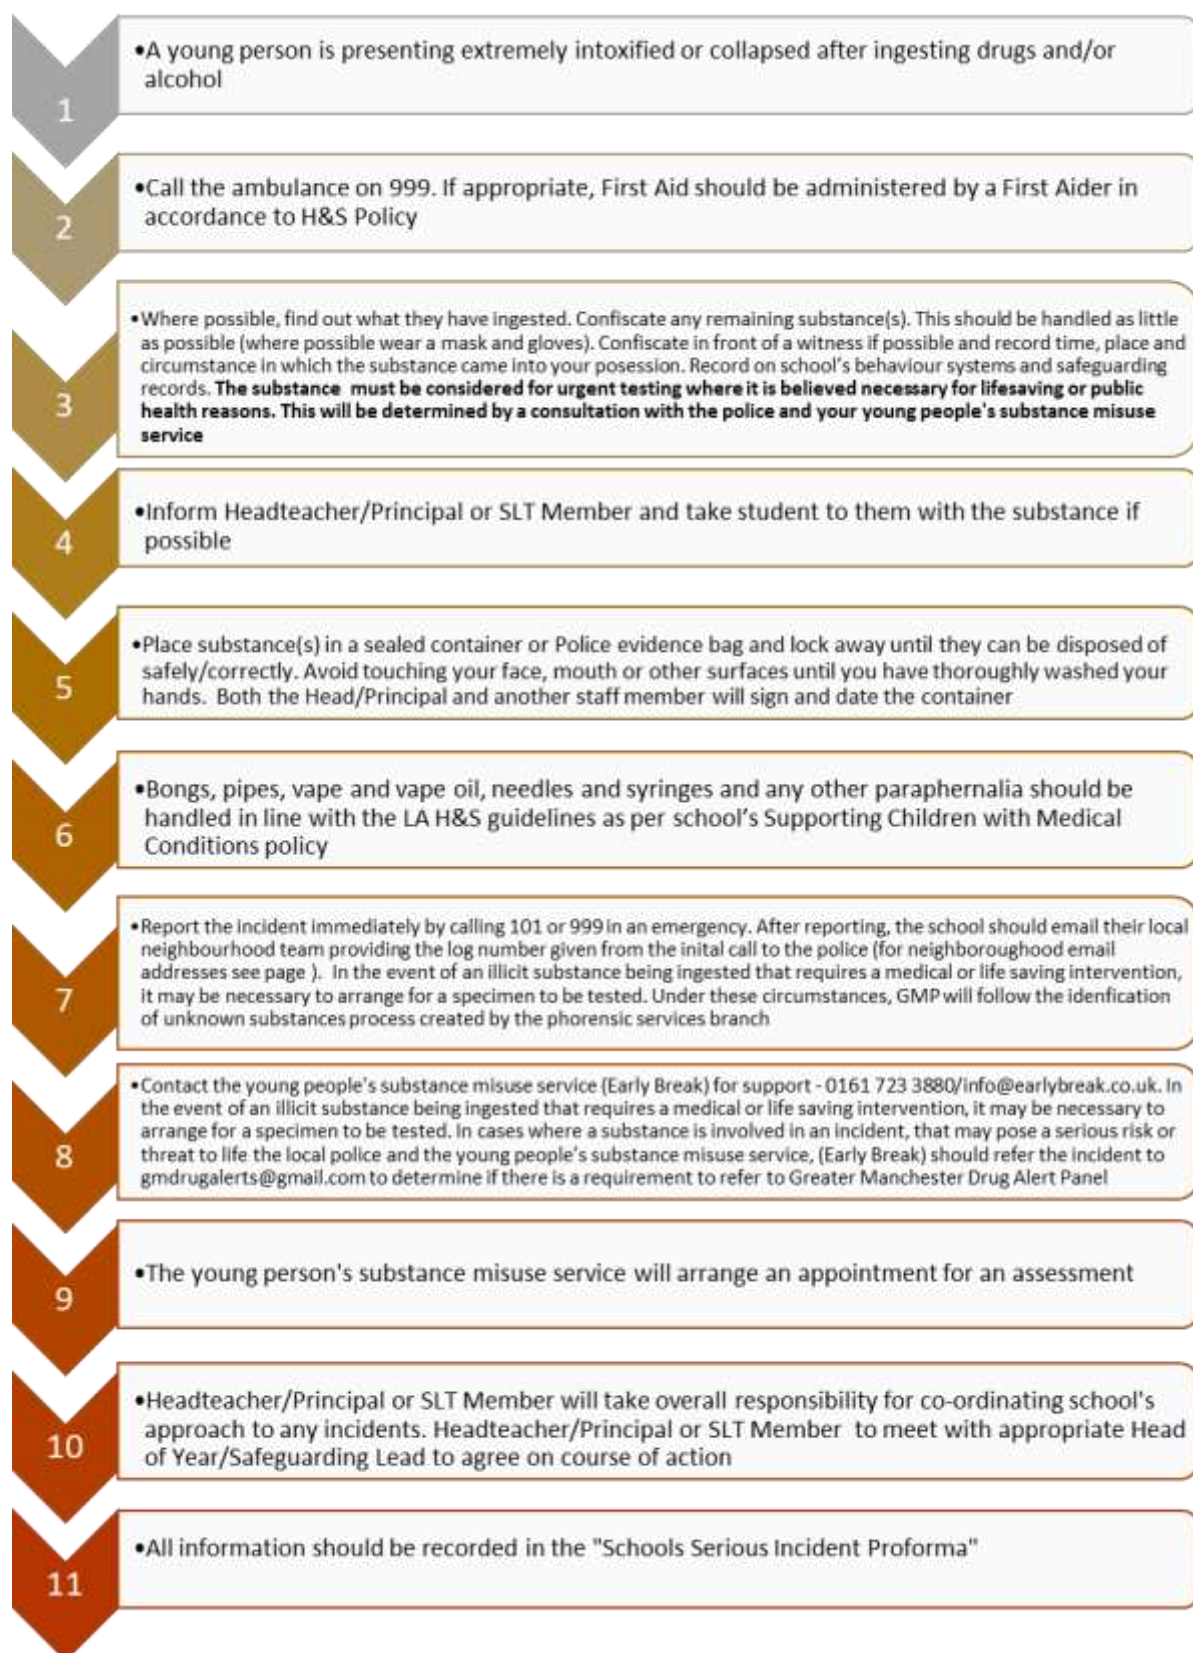 1
•A young person is presenting extremely intoxified or collapsed after ingesting drugs and/or
alcohol
2
•Call the ambulance on 999. If appropriate, First Aid should be administered by a First Aider in
accordance to H&S Policy
3
•Where possible, find out what they have ingested. Confiscate any remaining substance(s). This should be handled as little
as possible (where possible wear a mask and gloves). Confiscate in front of a witness if possible and record time, place and
circumstance in which the substance came into your posession. Record on school's behaviour systems and safeguarding
records. The substance must be considered for urgent testing where it is believed necessary for lifesaving or public
health reasons. This will be determined by a consultation with the police and your young people's substance misuse
service
4
•Inform Headteacher/Principal or SLT Member and take student to them with the substance if
possible
5
•Place substance(s) in a sealed container or Police evidence bag and lock away until they can be disposed of
safely/correctly. Avoid touching your face, mouth or other surfaces until you have thoroughly washed your
hands. Both the Head/Principal and another staff member will sign and date the container
6
•Bongs, pipes, vape and vape oil, needles and syringes and any other paraphernalia should be
handled in line with the LA H&S guidelines as per school's Supporting Children with Medical
Conditions policy
7
•Report the incident immediately by calling 101 or 999 in an emergency. After reporting, the school should email their local
neighbourhood team providing the log number given from the inital call to the police (for neighboroughood email
addresses see page ). In the event of an illicit substance being ingested that requires a medical or life saving intervention,
it may be necessary to arrange for a specimen to be tested. Under these circumstances, GMP will follow the idenfication
of unknown substances process created by the phorensic services branch
8
•Contact the young people's substance misuse service (Early Break) for support - 0161 723 3880/info@earlybreak.co.uk. In
the event of an illicit substance being ingested that requires a medical or life saving intervention, it may be necessary to
arrange for a specimen to be tested. In cases where a substance is involved in an incident, that may pose a serious risk or
threat to life the local police and the young people's substance misuse service, (Early Break) should refer the incident to
gmdrugalerts@gmail.com to determine if there is a requirement to refer to Greater Manchester Drug Alert Panel
9
•The young person's substance misuse service will arrange an appointment for an assessment
10
•Headteacher/Principal or SLT Member will take overall responsibility for co-ordinating school's
approach to any incidents. Headteacher/Principal or SLT Member to meet with appropriate Head
of Year/Safeguarding Lead to agree on course of action
11
•All information should be recorded in the "Schools Serious Incident Proforma"